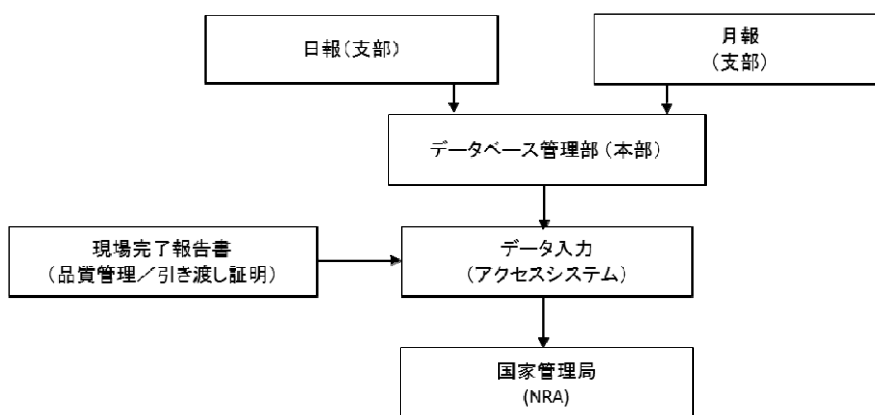 日報（支部）
月報
（支部）
データベース管理部（本部）
現場完了報告書
（品質管理／引き渡し証明）
データ入力
（アクセスシステム）
国家管理局
(NRA)